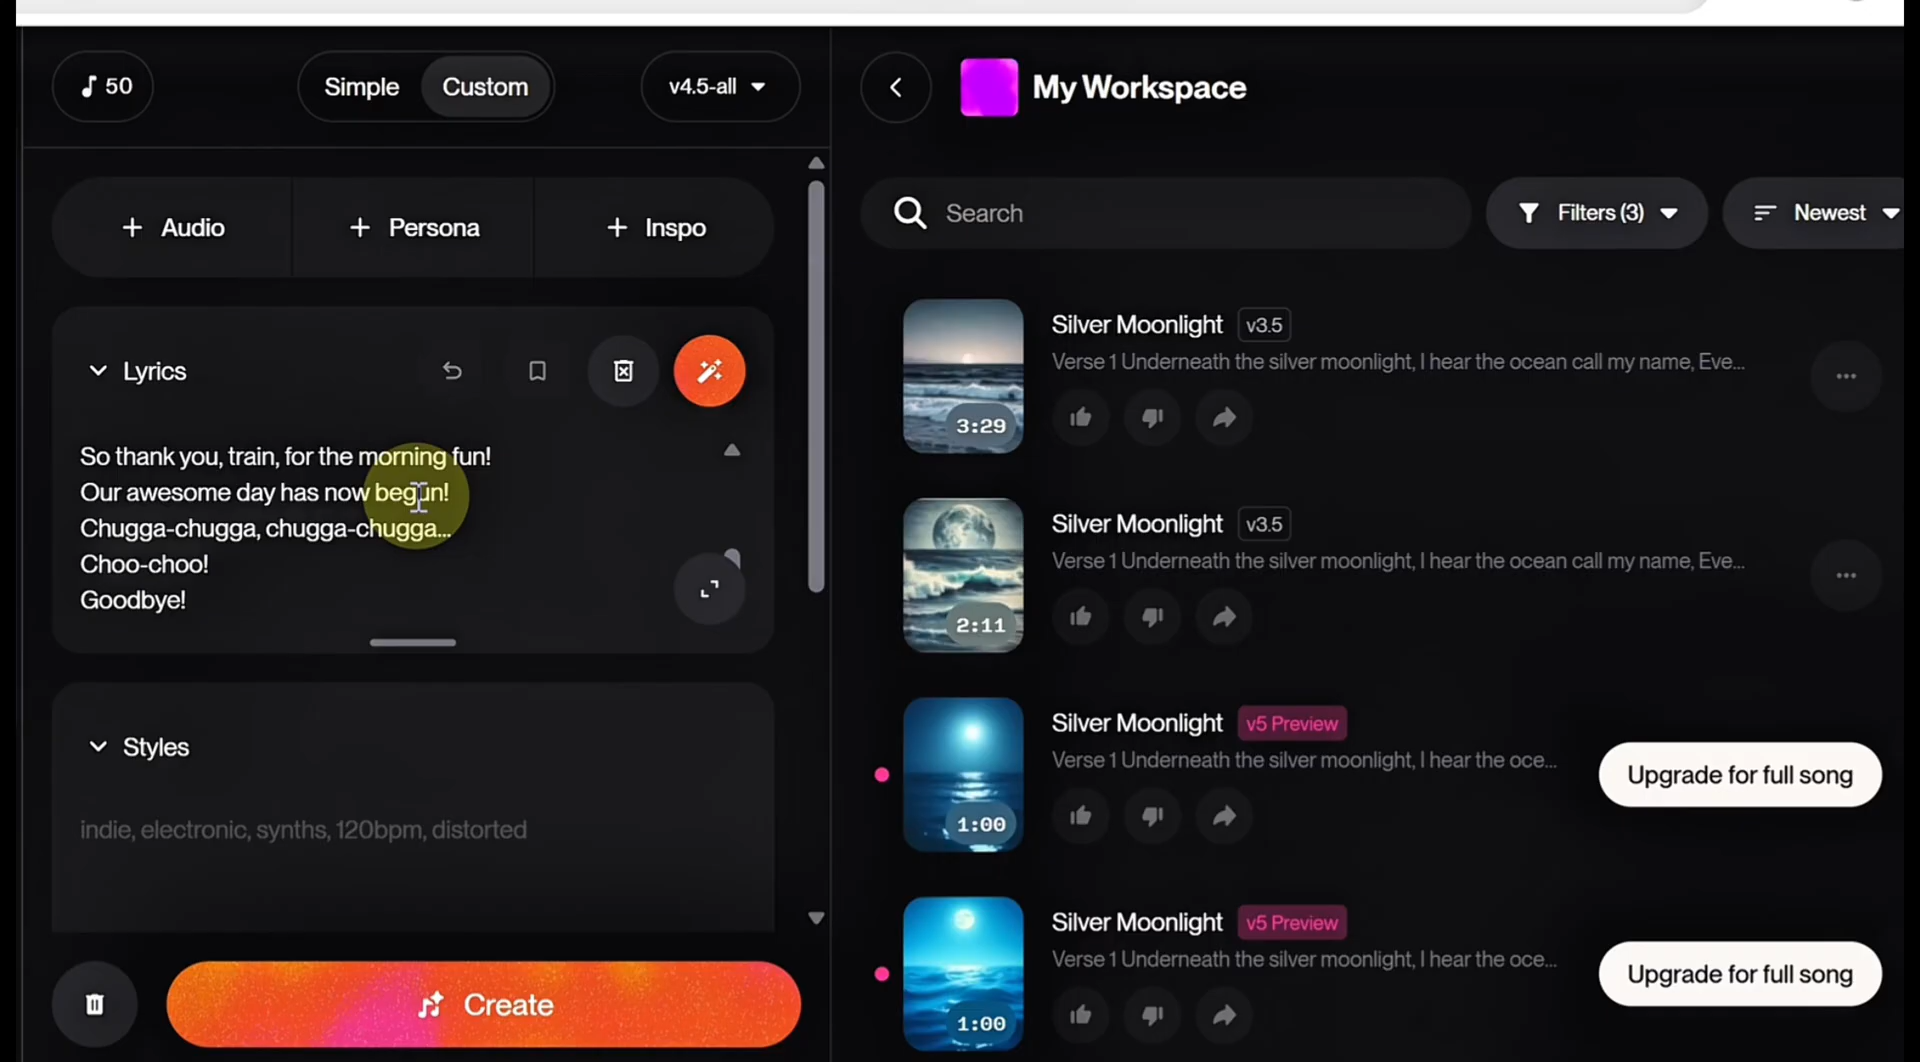 50
Simple
Custom
v4.5-all
My Workspace
+ Audio
+ Persona
+ Inspo
Search
Filters (3)
Newest
Lyrics
So thank you, train, for the morning fun!
Our awesome day has now begun!
Chugga-chugga, chugga-chugga...
Choo-choo!
Goodbye!
Styles
indie, electronic, synths, 120bpm, distorted
Create
Silver Moonlight v3.5
Verse 1 Underneath the silver moonlight, I hear the ocean call my name, Eve...
3:29
Silver Moonlight v3.5
Verse 1 Underneath the silver moonlight, I hear the ocean call my name, Eve...
2:11
Silver Moonlight v5 Preview
Verse 1 Underneath the silver moonlight, I hear the oce...
Upgrade for full song
1:00
Silver Moonlight v5 Preview
Verse 1 Underneath the silver moonlight, I hear the oce...
Upgrade for full song
1:00